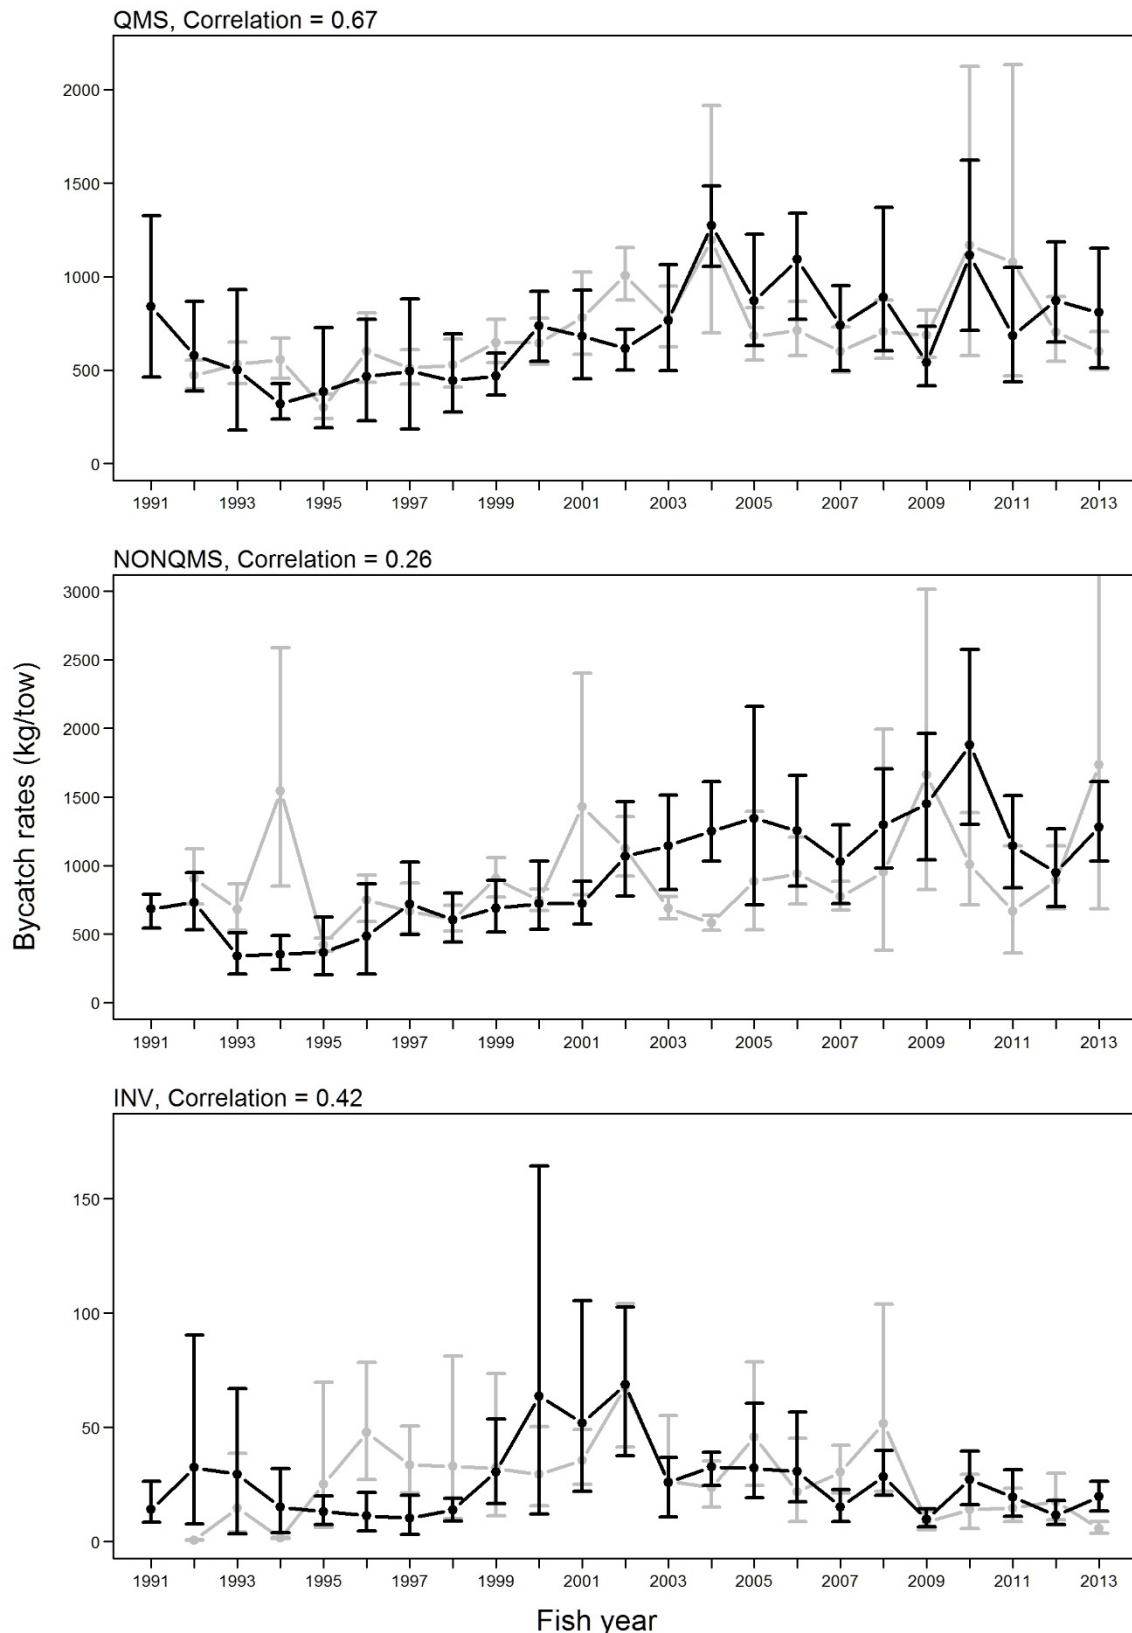 QMS, Correlation = 0.67
2000
1500
1000
500
0
1991 1993 1995 1997 1999 2001 2003 2005 2007 2009 2011 2013
NONQMS, Correlation = 0.26
3000
2500
2000
1500
1000
500
0
1991 1993 1995 1997 1999 2001 2003 2005 2007 2009 2011 2013
Bycatch rates (kg/tow)
INV, Correlation = 0.42
150
100
50
0
1991 1993 1995 1997 1999 2001 2003 2005 2007 2009 2011 2013
Fish year